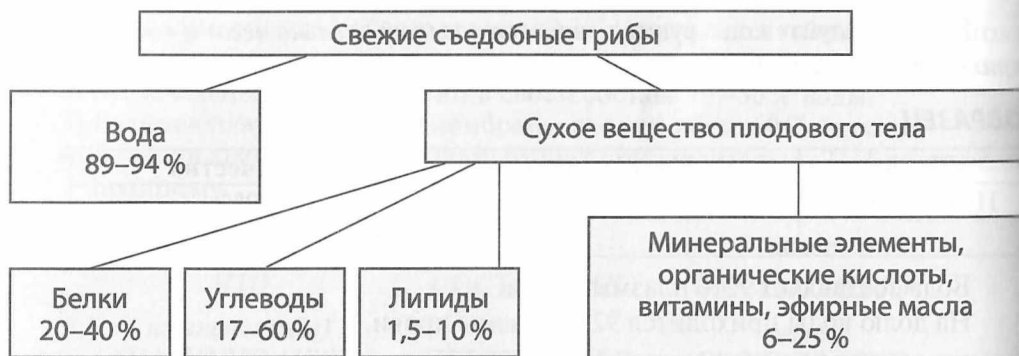 Свежие съедобные грибы
Вода
89–94 %
Сухое вещество плодового тела
Белки
20–40 %
Углеводы
17–60 %
Липиды
1,5–10 %
Минеральные элементы,
органические кислоты,
витамины, эфирные масла
6–25 %